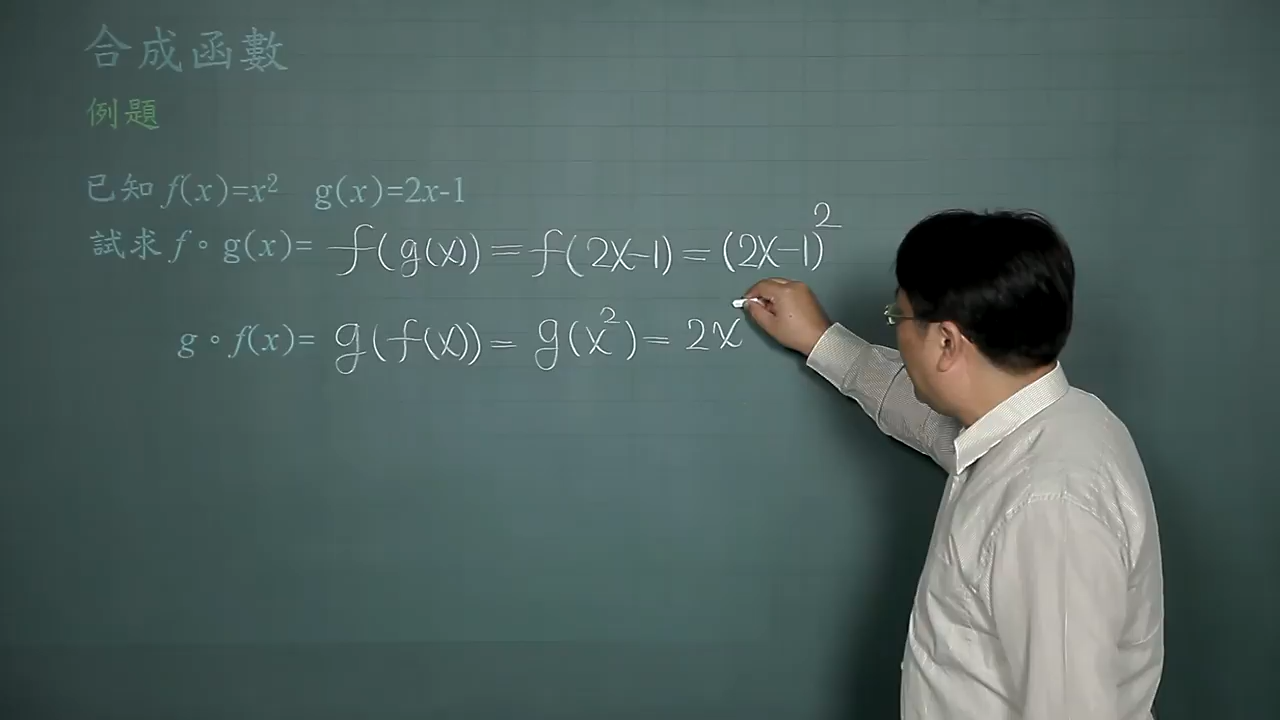 合成函數
例題
已知 f(x)=x² g(x)=2x-1
試求 f∘g(x)= f(g(x)) = f(2x-1) = (2x-1)²
g∘f(x)= g(f(x)) = g(x²) = 2x